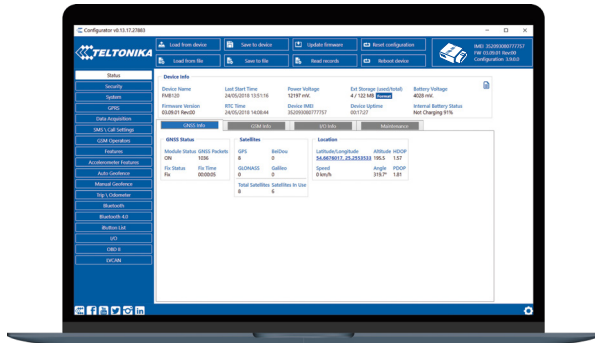 Configurator v0.13.17.27883
TELTONIKA
Load from device
Save to device
Update firmware
Reset configuration
Load from file
Save to file
Read records
Reboot device
IMEI 352093080777757
FW 03.09.01 Rev:00
Configuration 1.9.0.0
Status
Security
System
GPRS
Data Acquisition
SMS \ Call Settings
GSM Operators
Features
Accelerometer Features
Auto Geofence
Manual Geofence
Trip \ Odometer
Bluetooth
Bluetooth 4.0
iButton List
I/O
OBD II
LVCAN
Device Info
Device Name Last Start Time Power Voltage Ext Storage (used/total) Battery Voltage
FMB120 24/05/2018 13:51:16 12197 mV. 4 / 122 MB Format 4028 mV.
Firmware Version RTC Time Device IMEI Device Uptime Internal Battery Status
03.09.01 Rev:00 24/05/2018 14:08:44 352093080777757 00:17:27 Not Charging 91%
GNSS Info GSM Info I/O Info Maintenance
GNSS Status
Module Status GNSS Packets
ON 1036
Fix Status Fix Time
Fix 00:00:05
Satellites
GPS BeiDou
8 0
GLONASS Galileo
0 0
Total Satellites Satellites In Use
8 6
Location
Latitude/Longitude Altitude HDOP
54.6678017, 25.2553533 195.5 1.57
Speed Angle PDOP
0 km/h 315.7° 1.81